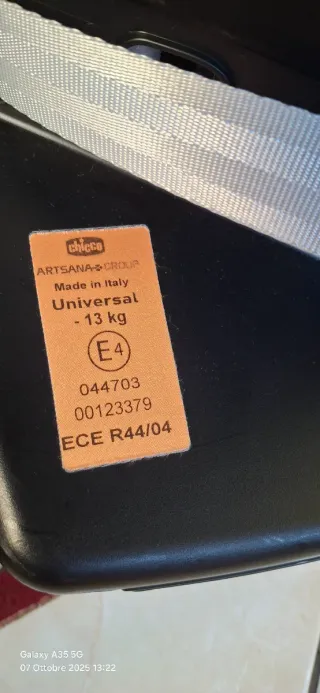 chicco
ARTSANA GROUP
Made in Italy
Universal
- 13 kg
E4
044703
00123379
ECE R44/04
Galaxy A35 5G
07 Ottobre 2025 13:22